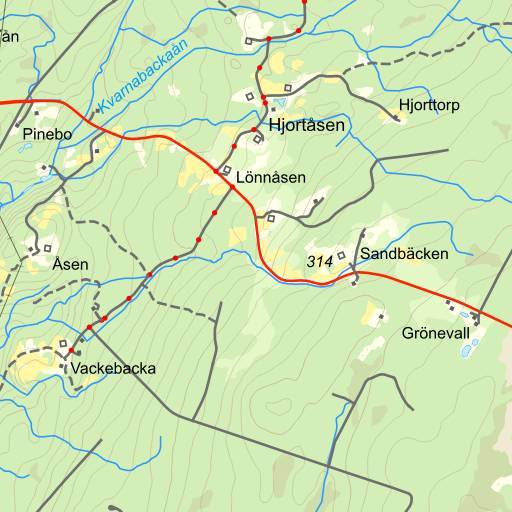 ån
Kvarnabackaån
Hjorttorp
Pinebo
Hjortåsen
Lönnåsen
Åsen
314
Sandbäcken
Grönevall
Vackebacka